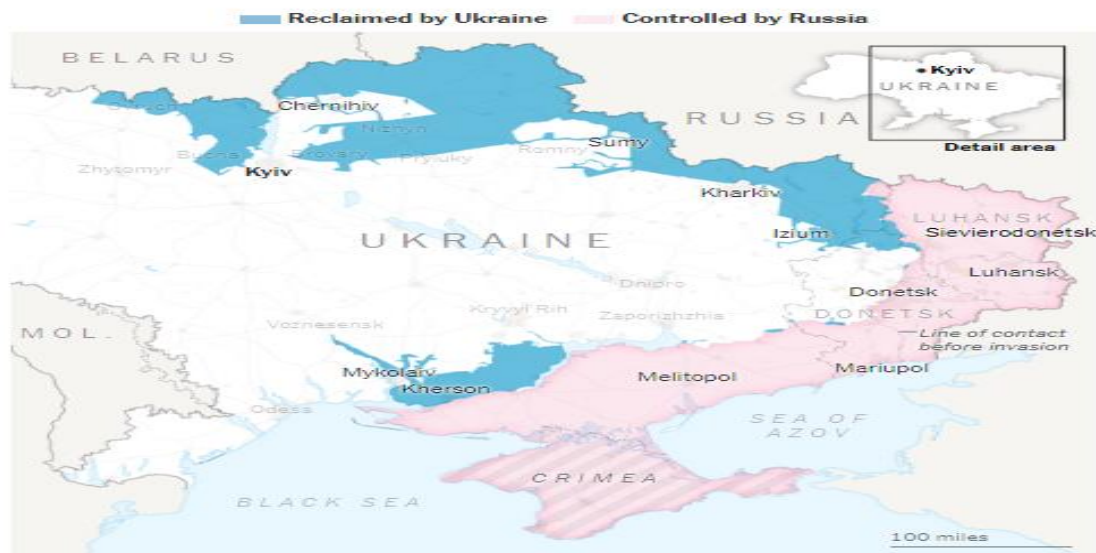 Reclaimed by Ukraine
Controlled by Russia
BELARUS
Kyiv
UKRAINE
Detail area
RUSSIA
Chernihiv
Nizhyn
Sumy
Romny
Bucha
Brovary
Pryluky
Zhytomyr
Kyiv
Kharkiv
LUHANSK
Sievierodonetsk
UKRAINE
Izium
Luhansk
Dnipro
Donetsk
Kryvyi Rih
DONETSK
Voznesensk
Zaporizhzhia
MOL.
Line of contact
before invasion
Mykolaiv
Kherson
Melitopol
Mariupol
Odesa
SEA OF
AZOV
CRIMEA
BLACK SEA
100 miles